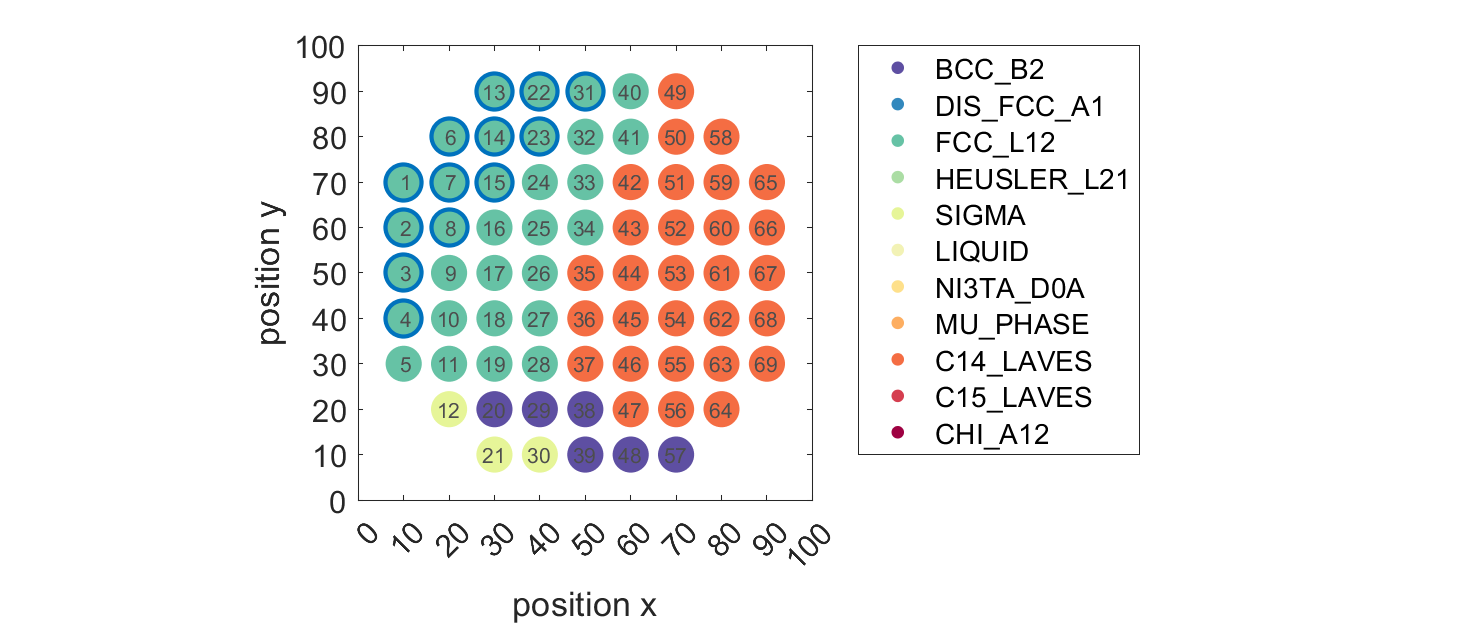 100
90
80
70
60
50
40
30
20
10
0
position y
13 22 31 40 49
6 14 23 32 41 50 58
1 7 15 24 33 42 51 59 65
2 8 16 25 34 43 52 60 66
3 9 17 26 35 44 53 61 67
4 10 18 27 36 45 54 62 68
5 11 19 28 37 46 55 63 69
12 20 29 38 47 56 64
21 30 39 48 57
0 10 20 30 40 50 60 70 80 90 100
position x
BCC_B2
DIS_FCC_A1
FCC_L12
HEUSLER_L21
SIGMA
LIQUID
NI3TA_D0A
MU_PHASE
C14_LAVES
C15_LAVES
CHI_A12